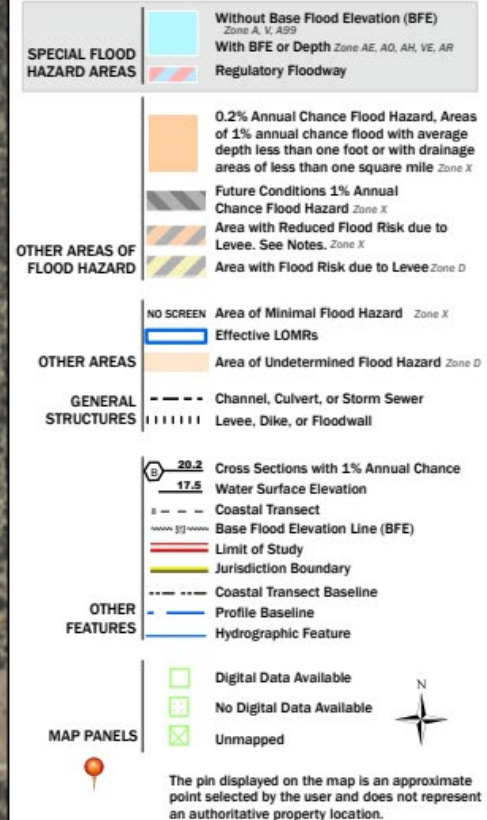 SPECIAL FLOOD
HAZARD AREAS
Without Base Flood Elevation (BFE)
Zone A, V, A99
With BFE or Depth Zone AE, AO, AH, VE, AR
Regulatory Floodway
OTHER AREAS OF
FLOOD HAZARD
0.2% Annual Chance Flood Hazard, Areas
of 1% annual chance flood with average
depth less than one foot or with drainage
areas of less than one square mile Zone X
Future Conditions 1% Annual
Chance Flood Hazard Zone X
Area with Reduced Flood Risk due to
Levee. See Notes. Zone X
Area with Flood Risk due to Levee Zone D
OTHER AREAS
NO SCREEN Area of Minimal Flood Hazard Zone X
Effective LOMRs
Area of Undetermined Flood Hazard Zone D
GENERAL
STRUCTURES
Channel, Culvert, or Storm Sewer
Levee, Dike, or Floodwall
OTHER
FEATURES
B 20.2 Cross Sections with 1% Annual Chance
17.5 Water Surface Elevation
Coastal Transect
513 Base Flood Elevation Line (BFE)
Limit of Study
Jurisdiction Boundary
Coastal Transect Baseline
Profile Baseline
Hydrographic Feature
MAP PANELS
Digital Data Available
No Digital Data Available
Unmapped
N
The pin displayed on the map is an approximate
point selected by the user and does not represent
an authoritative property location.